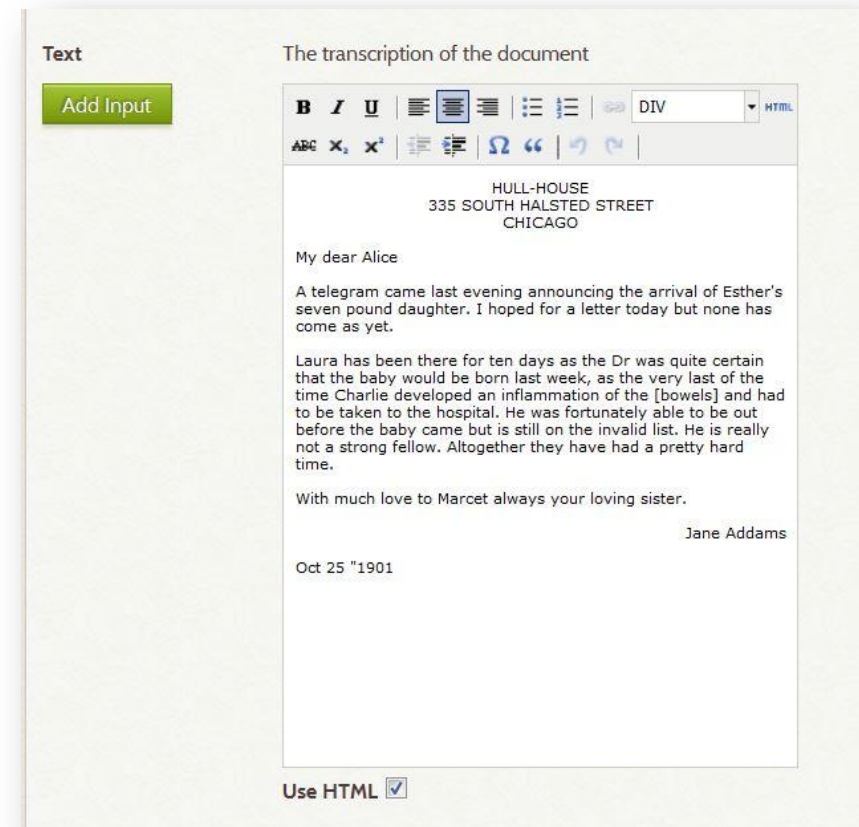 Text
The transcription of the document
Add Input
B I U DIV HTML
ABC X₂ X² Ω “
HULL-HOUSE
335 SOUTH HALSTED STREET
CHICAGO
My dear Alice
A telegram came last evening announcing the arrival of Esther's
seven pound daughter. I hoped for a letter today but none has
come as yet.
Laura has been there for ten days as the Dr was quite certain
that the baby would be born last week, as the very last of the
time Charlie developed an inflammation of the [bowels] and had
to be taken to the hospital. He was fortunately able to be out
before the baby came but is still on the invalid list. He is really
not a strong fellow. Altogether they have had a pretty hard
time.
With much love to Marcet always your loving sister.
Jane Addams
Oct 25 "1901
Use HTML